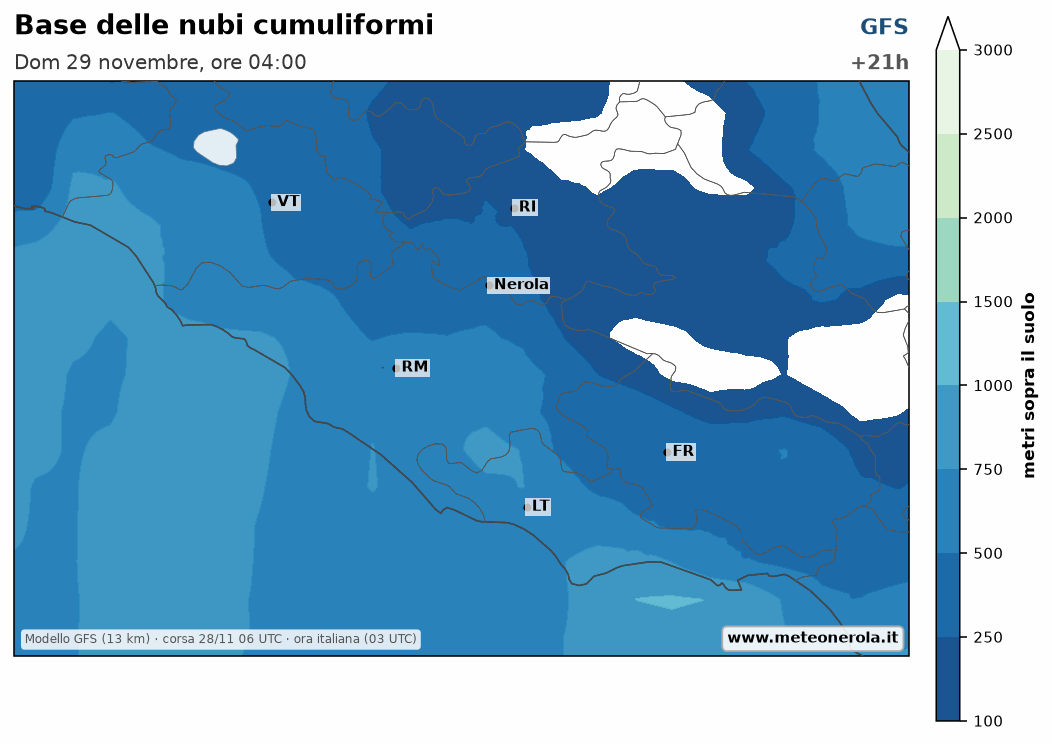 Base delle nubi cumuliformi
GFS
Dom 29 novembre, ore 04:00
+21h
VT
RI
Nerola
RM
FR
LT
3000
2500
2000
1500
1000
750
500
250
100
metri sopra il suolo
Modello GFS (13 km) · corsa 28/11 06 UTC · ora italiana (03 UTC)
www.meteonerola.it